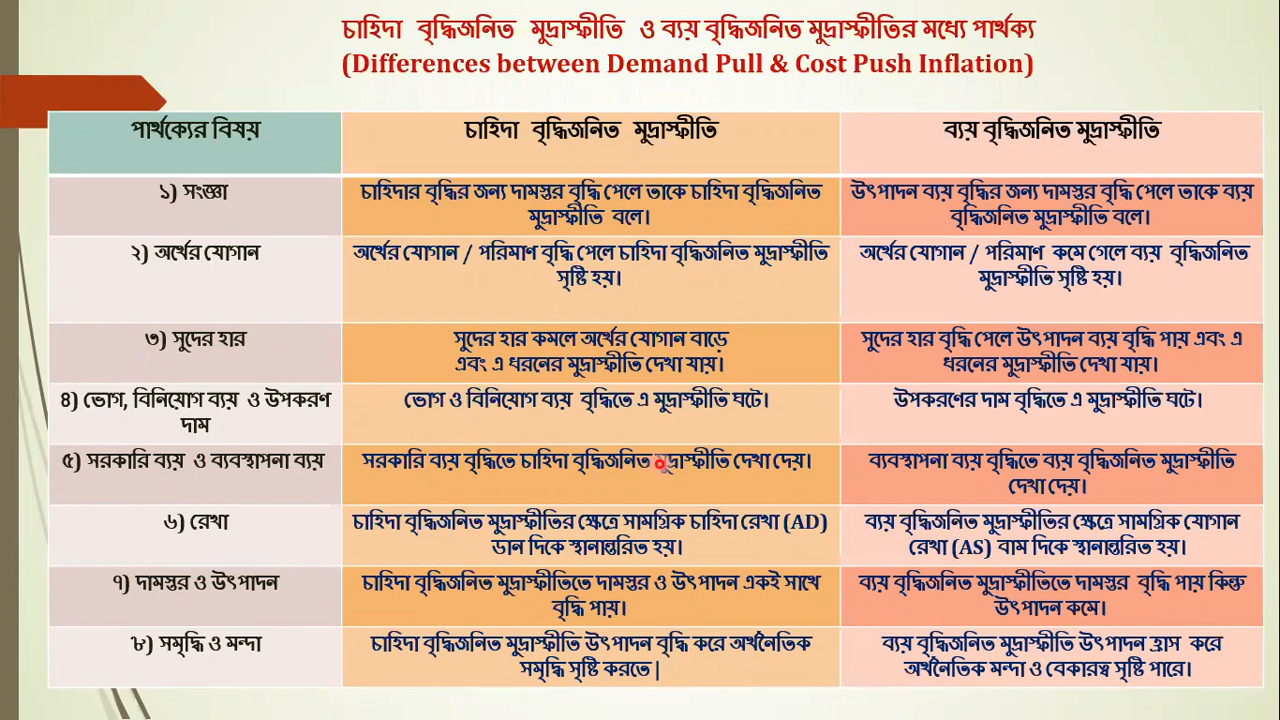 চাহিদা বৃদ্ধিজনিত মুদ্রাস্ফীতি ও ব্যয় বৃদ্ধিজনিত মুদ্রাস্ফীতির মধ্যে পার্থক্য
(Differences between Demand Pull & Cost Push Inflation)
পার্থক্যের বিষয়
চাহিদা বৃদ্ধিজনিত মুদ্রাস্ফীতি
ব্যয় বৃদ্ধিজনিত মুদ্রাস্ফীতি
১) সংজ্ঞা
চাহিদার বৃদ্ধির জন্য দামস্তর বৃদ্ধি পেলে তাকে চাহিদা বৃদ্ধিজনিত
মুদ্রাস্ফীতি বলে।
উৎপাদন ব্যয় বৃদ্ধির জন্য দামস্তর বৃদ্ধি পেলে তাকে ব্যয়
বৃদ্ধিজনিত মুদ্রাস্ফীতি বলে।
২) অর্থের যোগান
অর্থের যোগান / পরিমাণ বৃদ্ধি পেলে চাহিদা বৃদ্ধিজনিত মুদ্রাস্ফীতি
সৃষ্টি হয়।
অর্থের যোগান / পরিমাণ কমে গেলে ব্যয় বৃদ্ধিজনিত
মুদ্রাস্ফীতি সৃষ্টি হয়।
৩) সুদের হার
সুদের হার কমলে অর্থের যোগান বাড়ে
এবং এ ধরনের মুদ্রাস্ফীতি দেখা যায়।
সুদের হার বৃদ্ধি পেলে উৎপাদন ব্যয় বৃদ্ধি পায় এবং এ
ধরনের মুদ্রাস্ফীতি দেখা যায়।
৪) ভোগ, বিনিয়োগ ব্যয় ও উপকরণ
দাম
ভোগ ও বিনিয়োগ ব্যয় বৃদ্ধিতে এ মুদ্রাস্ফীতি ঘটে।
উপকরণের দাম বৃদ্ধিতে এ মুদ্রাস্ফীতি ঘটে।
৫) সরকারি ব্যয় ও ব্যবস্থাপনা ব্যয়
সরকারি ব্যয় বৃদ্ধিতে চাহিদা বৃদ্ধিজনিত মুদ্রাস্ফীতি দেখা দেয়।
ব্যবস্থাপনা ব্যয় বৃদ্ধিতে ব্যয় বৃদ্ধিজনিত মুদ্রাস্ফীতি
দেখা দেয়।
৬) রেখা
চাহিদা বৃদ্ধিজনিত মুদ্রাস্ফীতির ক্ষেত্রে সামগ্রিক চাহিদা রেখা (AD)
ডান দিকে স্থানান্তরিত হয়।
ব্যয় বৃদ্ধিজনিত মুদ্রাস্ফীতির ক্ষেত্রে সামগ্রিক যোগান
রেখা (AS) বাম দিকে স্থানান্তরিত হয়।
৭) দামস্তর ও উৎপাদন
চাহিদা বৃদ্ধিজনিত মুদ্রাস্ফীতিতে দামস্তর ও উৎপাদন একই সাথে
বৃদ্ধি পায়।
ব্যয় বৃদ্ধিজনিত মুদ্রাস্ফীতিতে দামস্তর বৃদ্ধি পায় কিন্তু
উৎপাদন কমে।
৮) সমৃদ্ধি ও মন্দা
চাহিদা বৃদ্ধিজনিত মুদ্রাস্ফীতি উৎপাদন বৃদ্ধি করে অর্থনৈতিক
সমৃদ্ধি সৃষ্টি করতে |
ব্যয় বৃদ্ধিজনিত মুদ্রাস্ফীতি উৎপাদন হ্রাস করে
অর্থনৈতিক মন্দা ও বেকারত্ব সৃষ্টি পারে।